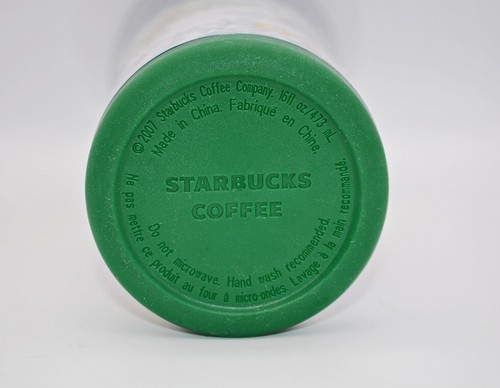 ©2007 Starbucks Coffee Company. 16fl oz/473 mL
Made in China. Fabriqué en Chine.
STARBUCKS
COFFEE
Do not microwave. Hand wash recommended.
Ne pas mettre ce produit au four à micro-ondes. Lavage à la main recommandé.